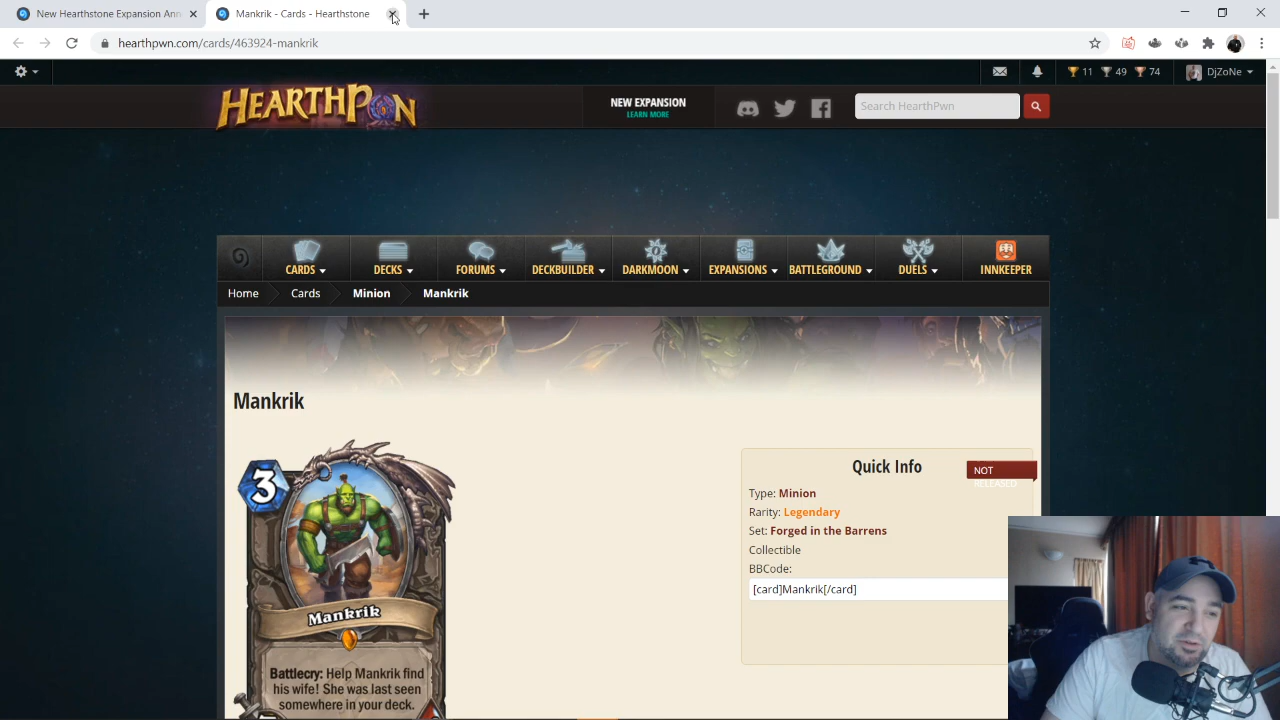 New Hearthstone Expansion Ann
Mankrik - Cards - Hearthstone
hearthpwn.com/cards/463924-mankrik
11 49 74 DjZoNe
HEARTHPWN
NEW EXPANSION
LEARN MORE
Search HearthPwn
CARDS DECKS FORUMS DECKBUILDER DARKMOON EXPANSIONS BATTLEGROUND DUELS INNKEEPER
Home Cards Minion Mankrik
Mankrik
3
Mankrik
Battlecry: Help Mankrik find
his wife! She was last seen
somewhere in your deck.
Quick Info
NOT
RELEASED
Type: Minion
Rarity: Legendary
Set: Forged in the Barrens
Collectible
BBCode:
[card]Mankrik[/card]